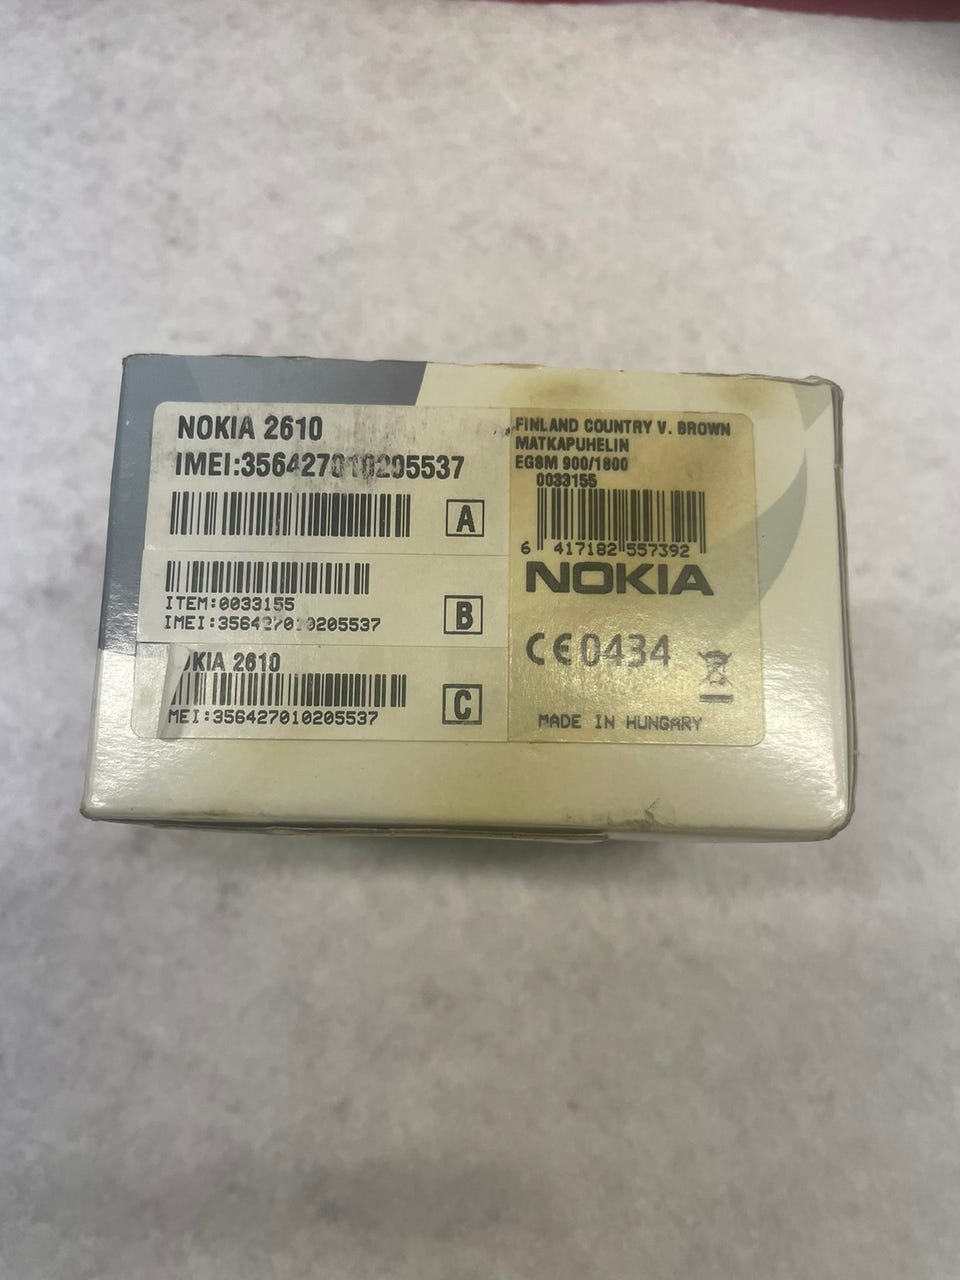 NOKIA 2610
IMEI:356427010205537
A
ITEM:0033155
IMEI:356427010205537
B
OKIA 2610
MEI:356427010205537
C
FINLAND COUNTRY V. BROWN
MATKAPUHELIN
EGSM 900/1800
0033155
6 417182 557392
NOKIA
CE0434
MADE IN HUNGARY